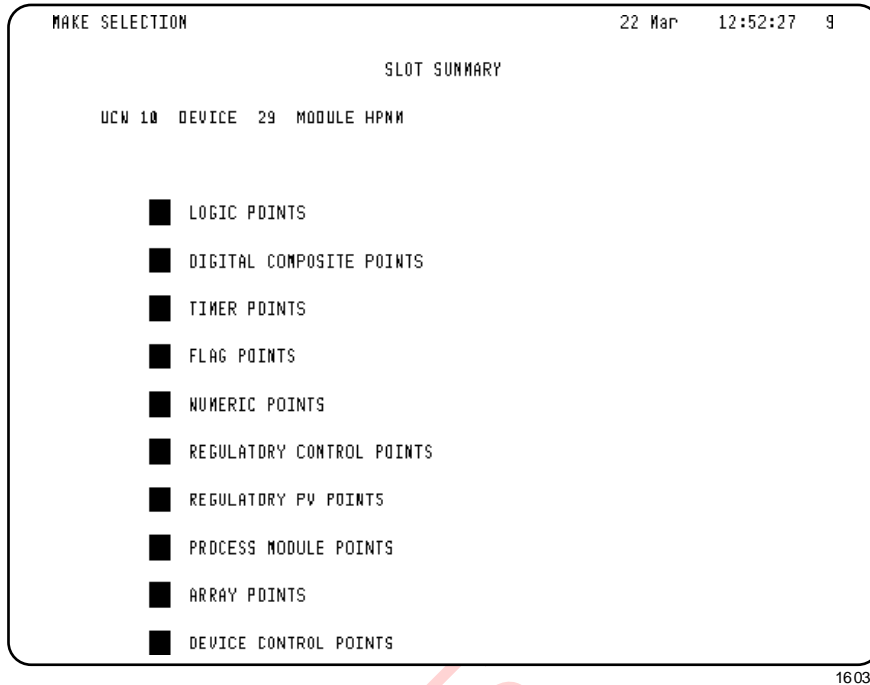 MAKE SELECTION 22 Mar 12:52:27 9
SLOT SUMMARY
UCN 10 DEVICE 29 MODULE HPMM
LOGIC POINTS
DIGITAL COMPOSITE POINTS
TIMER POINTS
FLAG POINTS
NUMERIC POINTS
REGULATORY CONTROL POINTS
REGULATORY PV POINTS
PROCESS MODULE POINTS
ARRAY POINTS
DEVICE CONTROL POINTS
1603